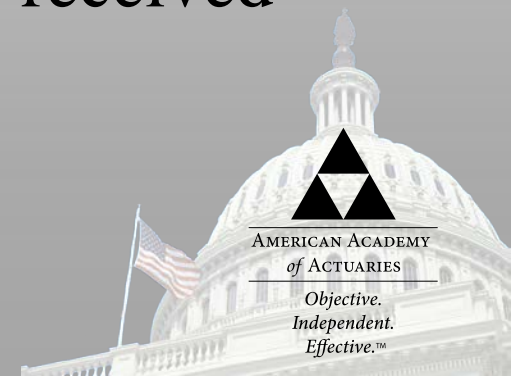 received
AMERICAN ACADEMY
of ACTUARIES
Objective.
Independent.
Effective.™